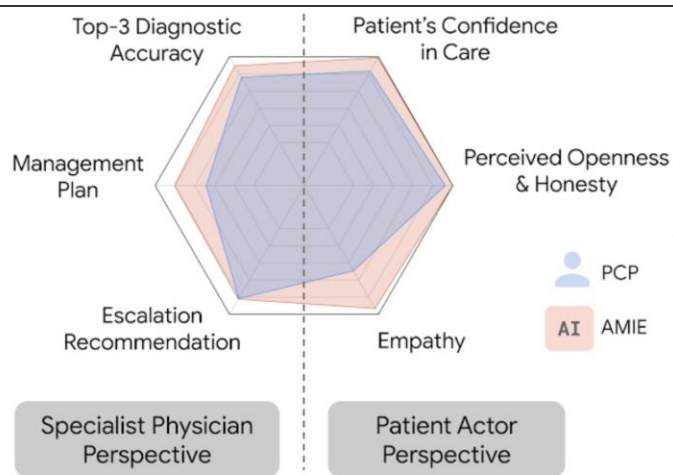 Top-3 Diagnostic
Accuracy
Patient's Confidence
in Care
Management
Plan
Perceived Openness
& Honesty
PCP
AI
AMIE
Escalation
Recommendation
Empathy
Specialist Physician
Perspective
Patient Actor
Perspective